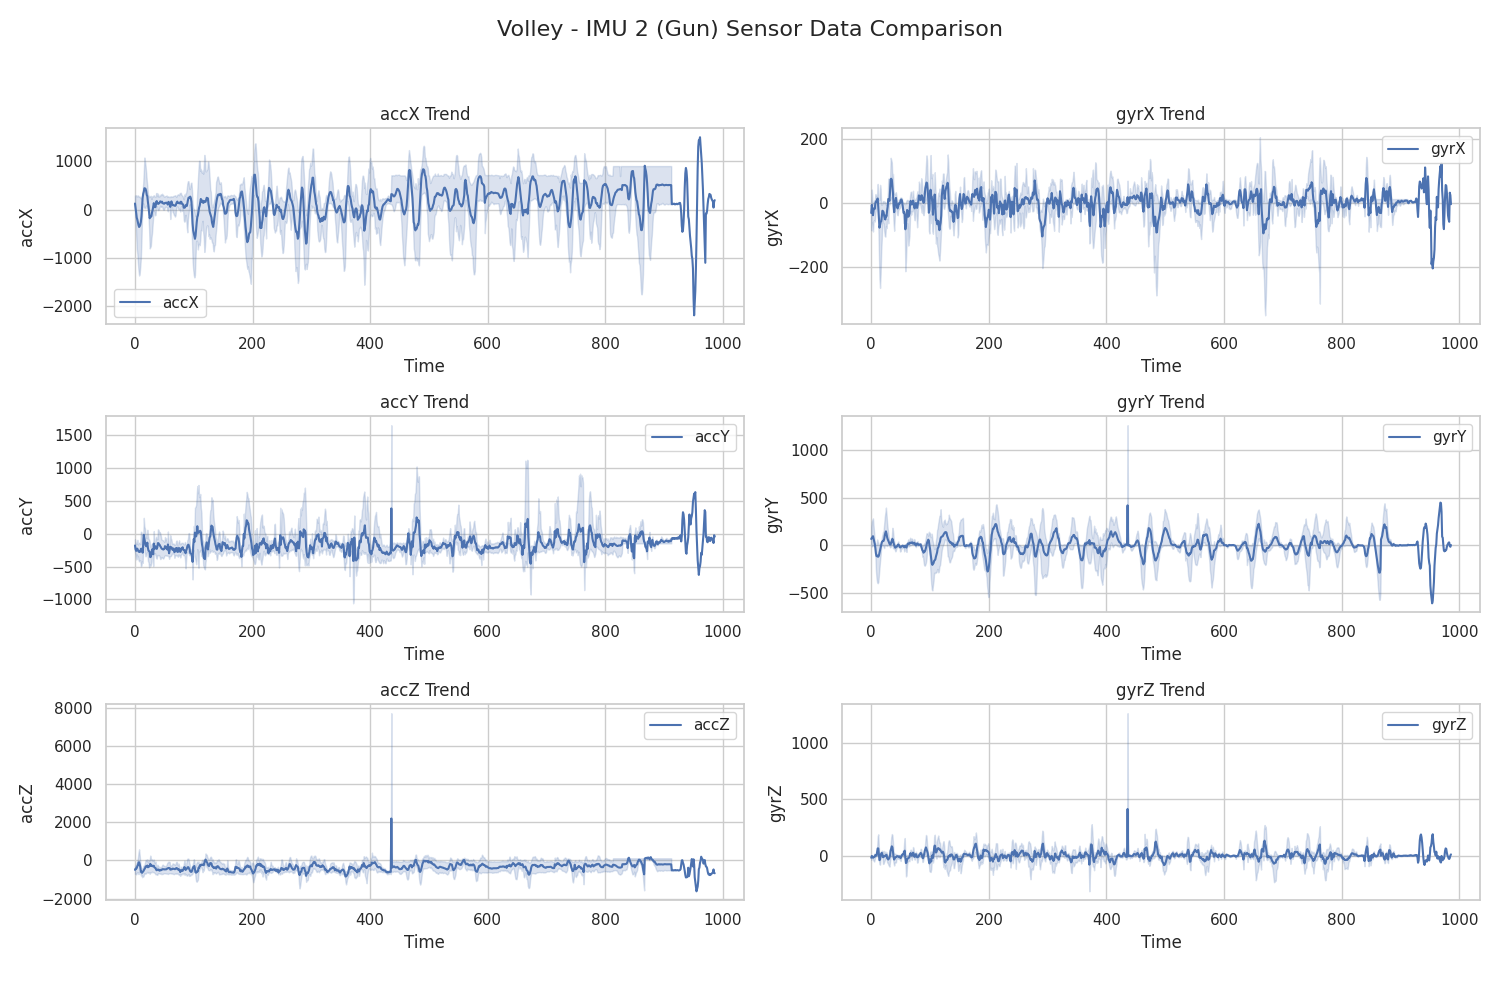 Volley - IMU 2 (Gun) Sensor Data Comparison
accX Trend
accX
1000
0
−1000
−2000
accX
0 200 400 600 800 1000
Time
gyrX Trend
gyrX
200
0
−200
gyrX
0 200 400 600 800 1000
Time
accY Trend
accY
1500
1000
500
0
−500
−1000
accY
0 200 400 600 800 1000
Time
gyrY Trend
gyrY
1000
500
0
−500
gyrY
0 200 400 600 800 1000
Time
accZ Trend
accZ
8000
6000
4000
2000
0
−2000
accZ
0 200 400 600 800 1000
Time
gyrZ Trend
gyrZ
1000
500
0
gyrZ
0 200 400 600 800 1000
Time